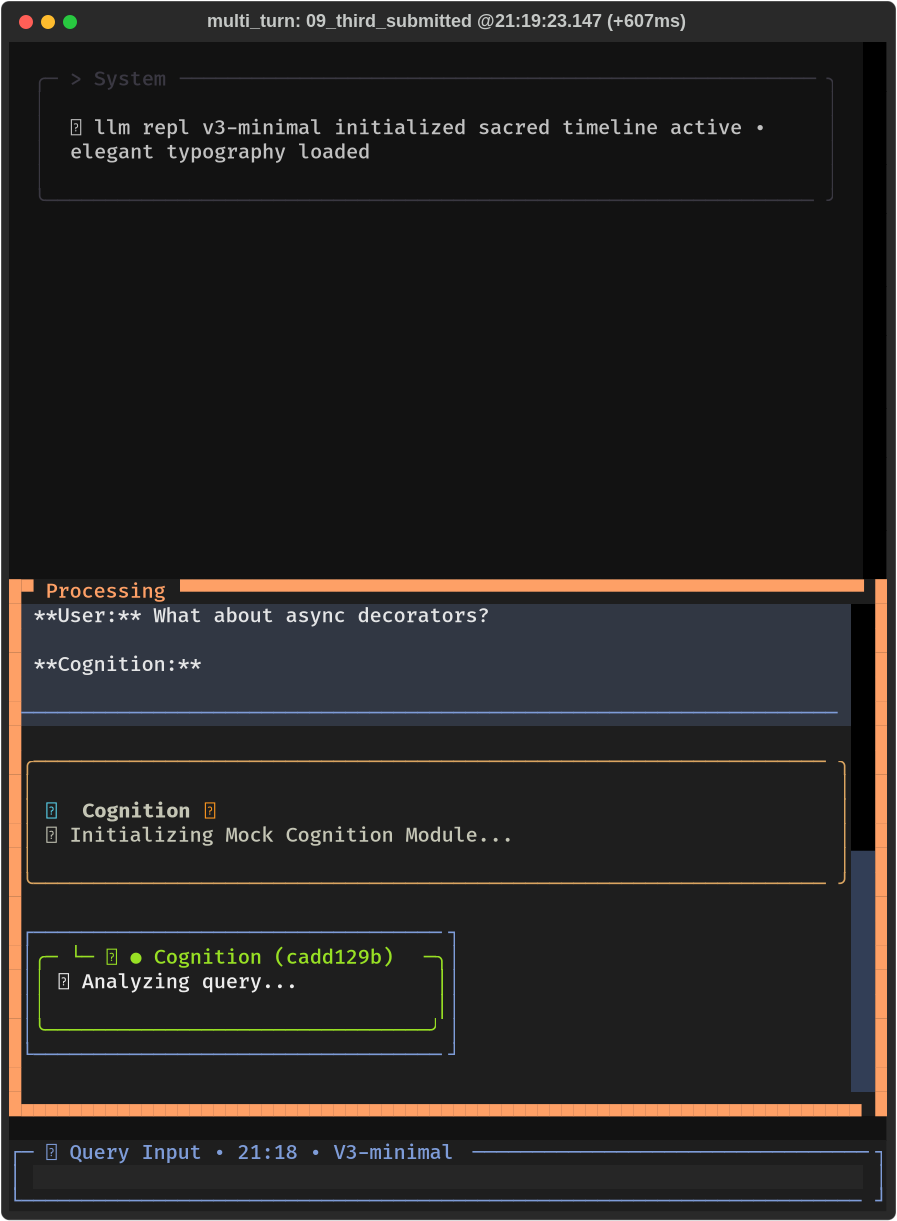 multi_turn: 09_third_submitted @21:19:23.147 (+607ms)
> System
llm repl v3-minimal initialized sacred timeline active •
elegant typography loaded
Processing
**User:** What about async decorators?
**Cognition:**
Cognition
Initializing Mock Cognition Module...
└─ ● Cognition (cadd129b)
Analyzing query...
Query Input • 21:18 • V3-minimal